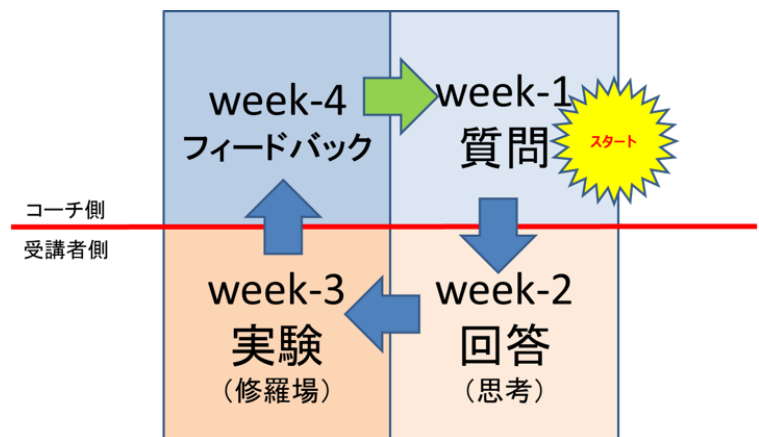 week-4
フィードバック
week-1
質問
スタート
コーチ側
受講者側
week-3
実験
（修羅場）
week-2
回答
（思考）